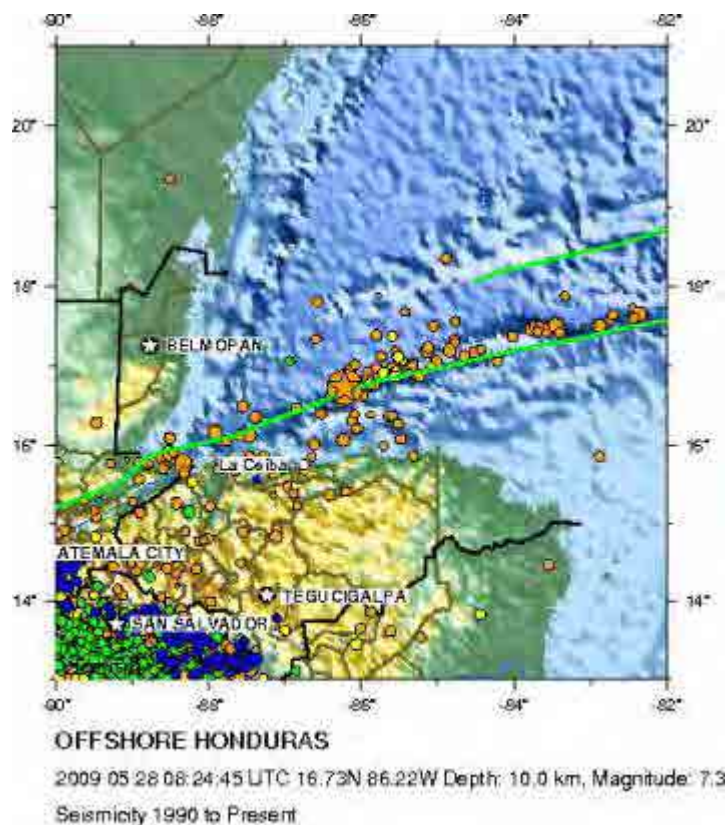 -90° -88° -86° -84° -82°
20° 20°
18° 18°
BELMOPAN
16° 16°
La Ceiba
ATEMALA CITY
14° TEGUCIGALPA 14°
SAN SALVADOR
-90° -88° -86° -84° -82°
OFFSHORE HONDURAS
2009 05 28 08:24:45 UTC 16.73N 86.22W Depth: 10.0 km, Magnitude: 7.3
Seismicity 1990 to Present